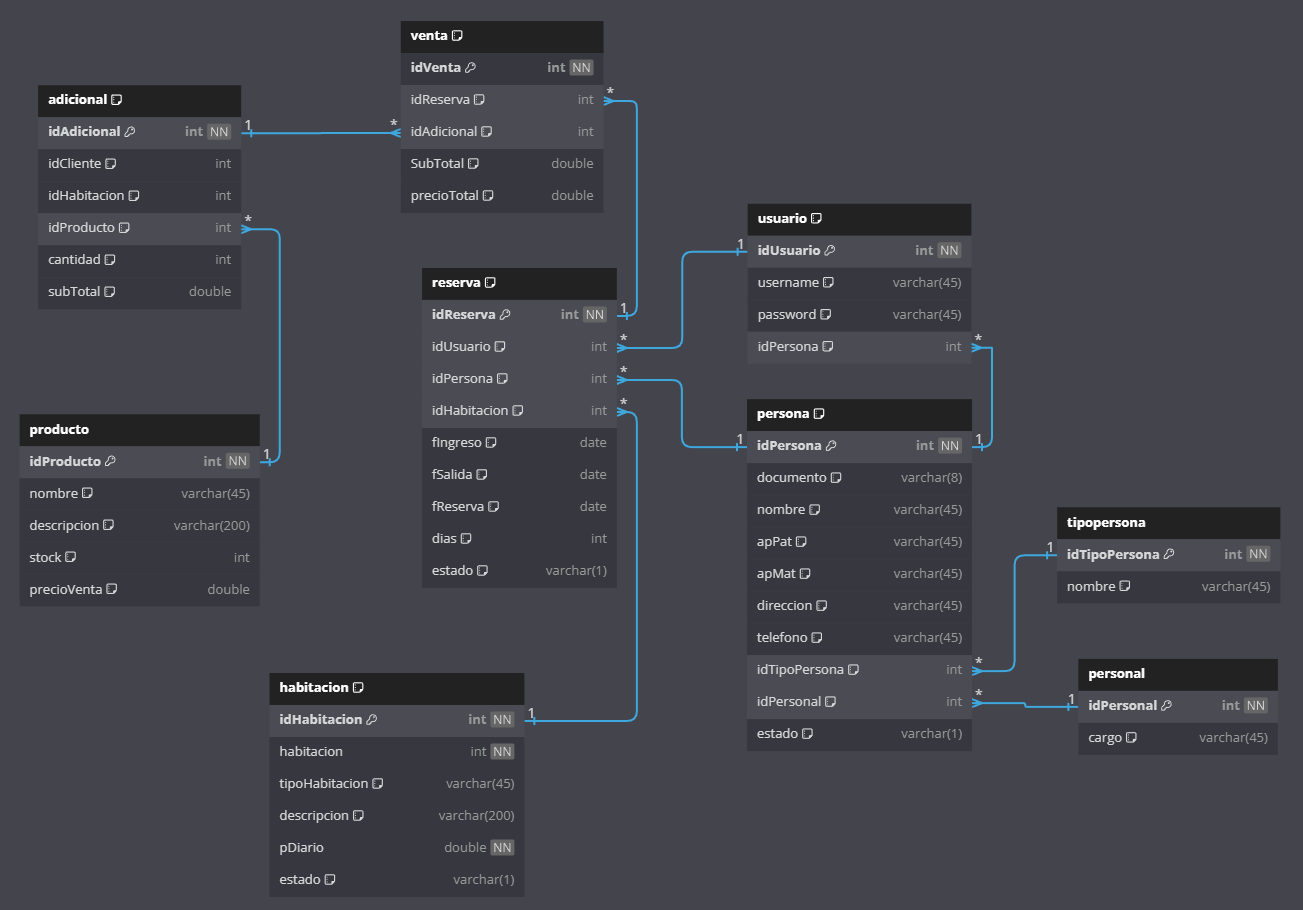 venta
idVenta int NN
idReserva int
idAdicional int
SubTotal double
precioTotal double
*
*
adicional
idAdicional int NN
idCliente int
idHabitacion int
idProducto int
cantidad int
subTotal double
1
*
usuario
idUsuario int NN
username varchar(45)
password varchar(45)
idPersona int
1
*
reserva
idReserva int NN
idUsuario int
idPersona int
idHabitacion int
fIngreso date
fSalida date
fReserva date
dias int
estado varchar(1)
1
*
*
*
persona
idPersona int NN
documento varchar(8)
nombre varchar(45)
apPat varchar(45)
apMat varchar(45)
direccion varchar(45)
telefono varchar(45)
idTipoPersona int
idPersonal int
estado varchar(1)
1
1
*
*
producto
idProducto int NN
nombre varchar(45)
descripcion varchar(200)
stock int
precioVenta double
1
tipopersona
idTipoPersona int NN
nombre varchar(45)
1
personal
idPersonal int NN
cargo varchar(45)
1
habitacion
idHabitacion int NN
habitacion int NN
tipoHabitacion varchar(45)
descripcion varchar(200)
pDiario double NN
estado varchar(1)
1